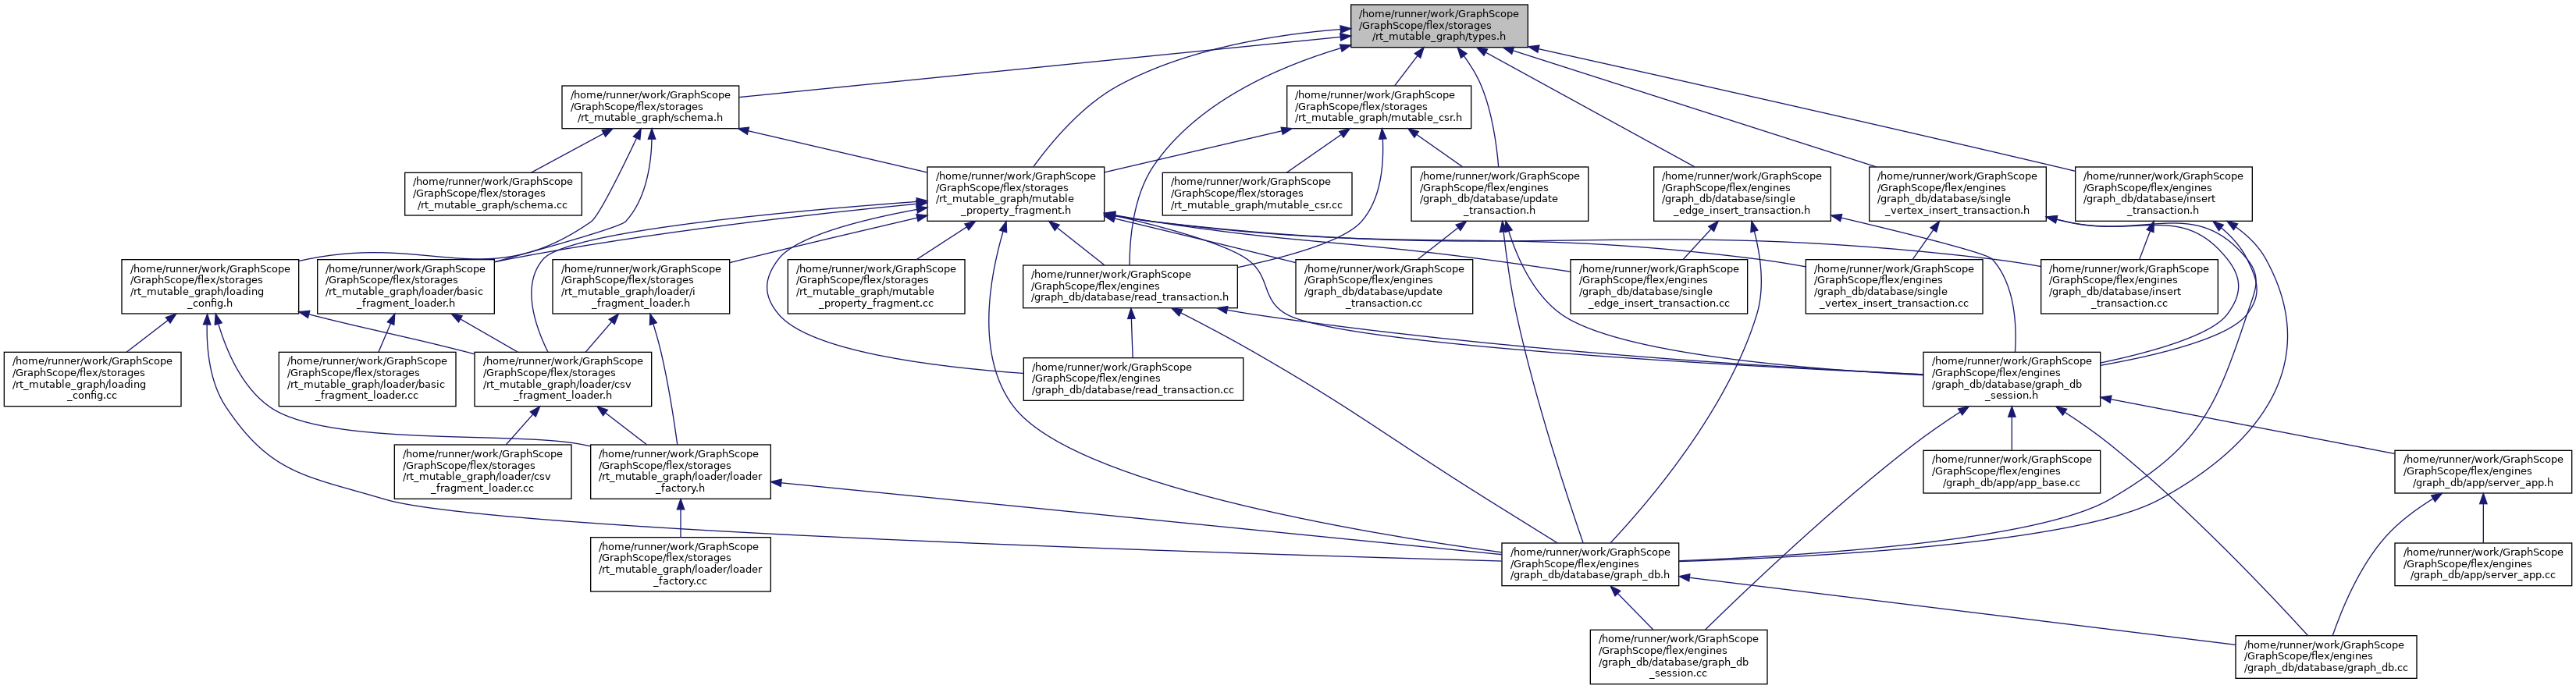 /home/runner/work/GraphScope
/GraphScope/flex/storages
/rt_mutable_graph/types.h
/home/runner/work/GraphScope
/GraphScope/flex/storages
/rt_mutable_graph/schema.h
/home/runner/work/GraphScope
/GraphScope/flex/storages
/rt_mutable_graph/mutable_csr.h
/home/runner/work/GraphScope
/GraphScope/flex/storages
/rt_mutable_graph/schema.cc
/home/runner/work/GraphScope
/GraphScope/flex/storages
/rt_mutable_graph/mutable
_property_fragment.h
/home/runner/work/GraphScope
/GraphScope/flex/storages
/rt_mutable_graph/mutable_csr.cc
/home/runner/work/GraphScope
/GraphScope/flex/engines
/graph_db/database/update
_transaction.h
/home/runner/work/GraphScope
/GraphScope/flex/engines
/graph_db/database/single
_edge_insert_transaction.h
/home/runner/work/GraphScope
/GraphScope/flex/engines
/graph_db/database/single
_vertex_insert_transaction.h
/home/runner/work/GraphScope
/GraphScope/flex/engines
/graph_db/database/insert
_transaction.h
/home/runner/work/GraphScope
/GraphScope/flex/storages
/rt_mutable_graph/loading
_config.h
/home/runner/work/GraphScope
/GraphScope/flex/storages
/rt_mutable_graph/loader/basic
_fragment_loader.h
/home/runner/work/GraphScope
/GraphScope/flex/storages
/rt_mutable_graph/loader/i
_fragment_loader.h
/home/runner/work/GraphScope
/GraphScope/flex/storages
/rt_mutable_graph/mutable
_property_fragment.cc
/home/runner/work/GraphScope
/GraphScope/flex/engines
/graph_db/database/read_transaction.h
/home/runner/work/GraphScope
/GraphScope/flex/engines
/graph_db/database/update
_transaction.cc
/home/runner/work/GraphScope
/GraphScope/flex/engines
/graph_db/database/single
_edge_insert_transaction.cc
/home/runner/work/GraphScope
/GraphScope/flex/engines
/graph_db/database/single
_vertex_insert_transaction.cc
/home/runner/work/GraphScope
/GraphScope/flex/engines
/graph_db/database/insert
_transaction.cc
/home/runner/work/GraphScope
/GraphScope/flex/storages
/rt_mutable_graph/loading
_config.cc
/home/runner/work/GraphScope
/GraphScope/flex/storages
/rt_mutable_graph/loader/basic
_fragment_loader.cc
/home/runner/work/GraphScope
/GraphScope/flex/storages
/rt_mutable_graph/loader/csv
_fragment_loader.h
/home/runner/work/GraphScope
/GraphScope/flex/engines
/graph_db/database/read_transaction.cc
/home/runner/work/GraphScope
/GraphScope/flex/engines
/graph_db/database/graph_db
_session.h
/home/runner/work/GraphScope
/GraphScope/flex/storages
/rt_mutable_graph/loader/csv
_fragment_loader.cc
/home/runner/work/GraphScope
/GraphScope/flex/storages
/rt_mutable_graph/loader/loader
_factory.h
/home/runner/work/GraphScope
/GraphScope/flex/engines
/graph_db/app/app_base.cc
/home/runner/work/GraphScope
/GraphScope/flex/engines
/graph_db/app/server_app.h
/home/runner/work/GraphScope
/GraphScope/flex/storages
/rt_mutable_graph/loader/loader
_factory.cc
/home/runner/work/GraphScope
/GraphScope/flex/engines
/graph_db/database/graph_db.h
/home/runner/work/GraphScope
/GraphScope/flex/engines
/graph_db/app/server_app.cc
/home/runner/work/GraphScope
/GraphScope/flex/engines
/graph_db/database/graph_db
_session.cc
/home/runner/work/GraphScope
/GraphScope/flex/engines
/graph_db/database/graph_db.cc